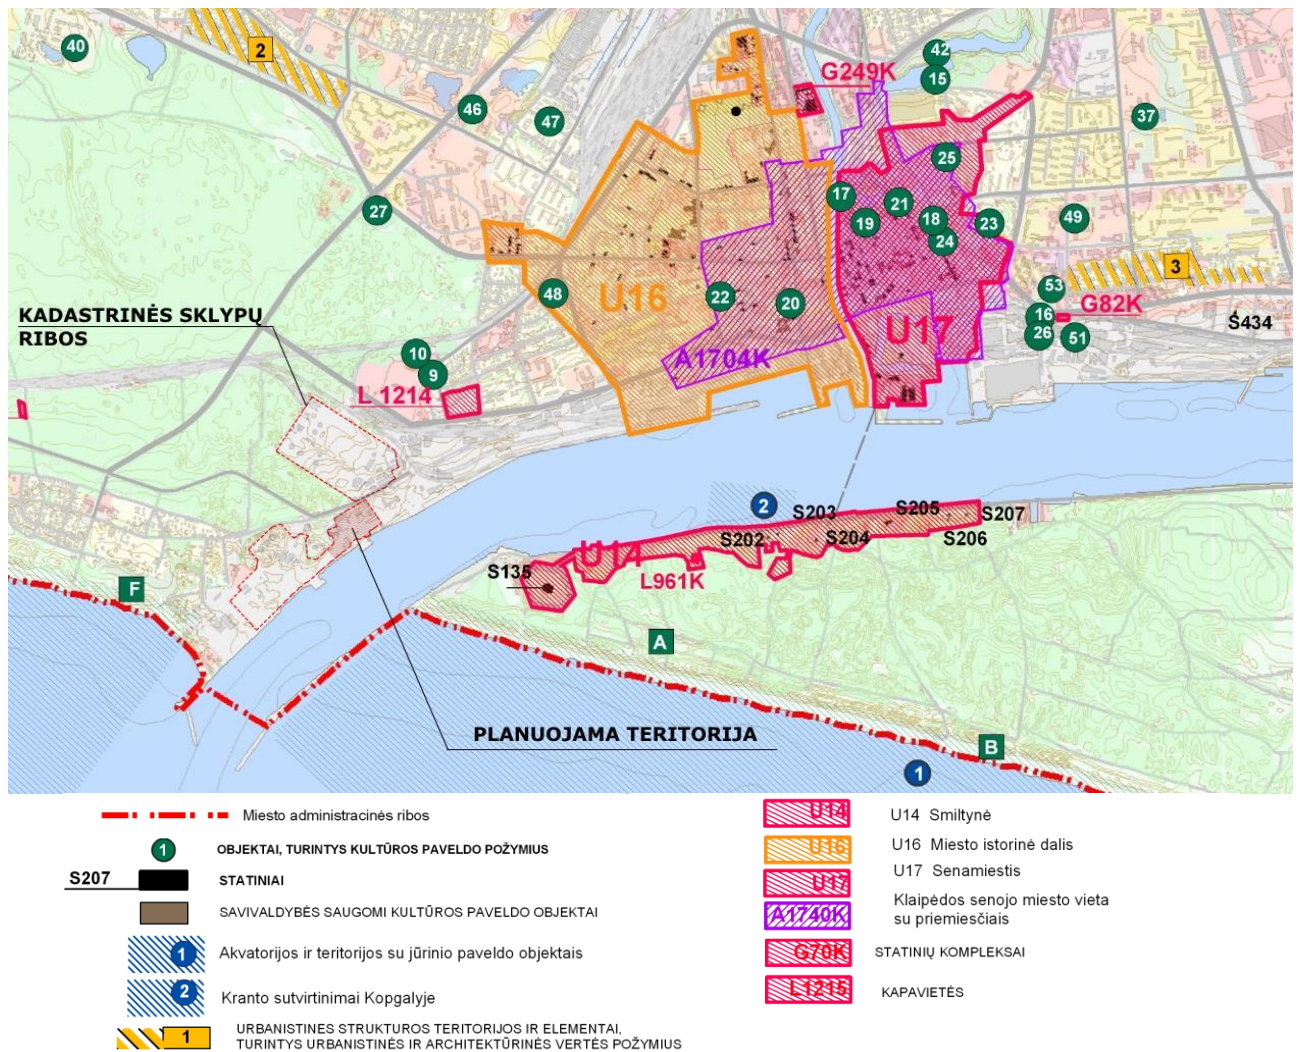 40
2
46
47
27
G249K
42
15
37
25
17
21
19
18
24
23
49
3
53
G82K
16
26
51
S434
48
U16
22
20
A1704K
U17
KADASTRINĖS SKLYPŲ
RIBOS
10
9
L 1214
2
S203
S205
S207
S202
S204
S206
U14
S135
L961K
F
A
B
1
PLANUOJAMA TERITORIJA
Miesto administracinės ribos
1
OBJEKTAI, TURINTYS KULTŪROS PAVELDO POŽYMIUS
S207
STATINIAI
SAVIVALDYBĖS SAUGOMI KULTŪROS PAVELDO OBJEKTAI
1
Akvatorijos ir teritorijos su jūrinio paveldo objektais
2
Kranto sutvirtinimai Kopgalyje
1
URBANISTINES STRUKTUROS TERITORIJOS IR ELEMENTAI,
TURINTYS URBANISTINĖS IR ARCHITEKTŪRINĖS VERTĖS POŽYMIUS
U14
U14 Smiltynė
U16
U16 Miesto istorinė dalis
U17
U17 Senamiestis
A1740K
Klaipėdos senojo miesto vieta
su priemiesčiais
G70K
STATINIŲ KOMPLEKSAI
L1215
KAPAVIETĖS